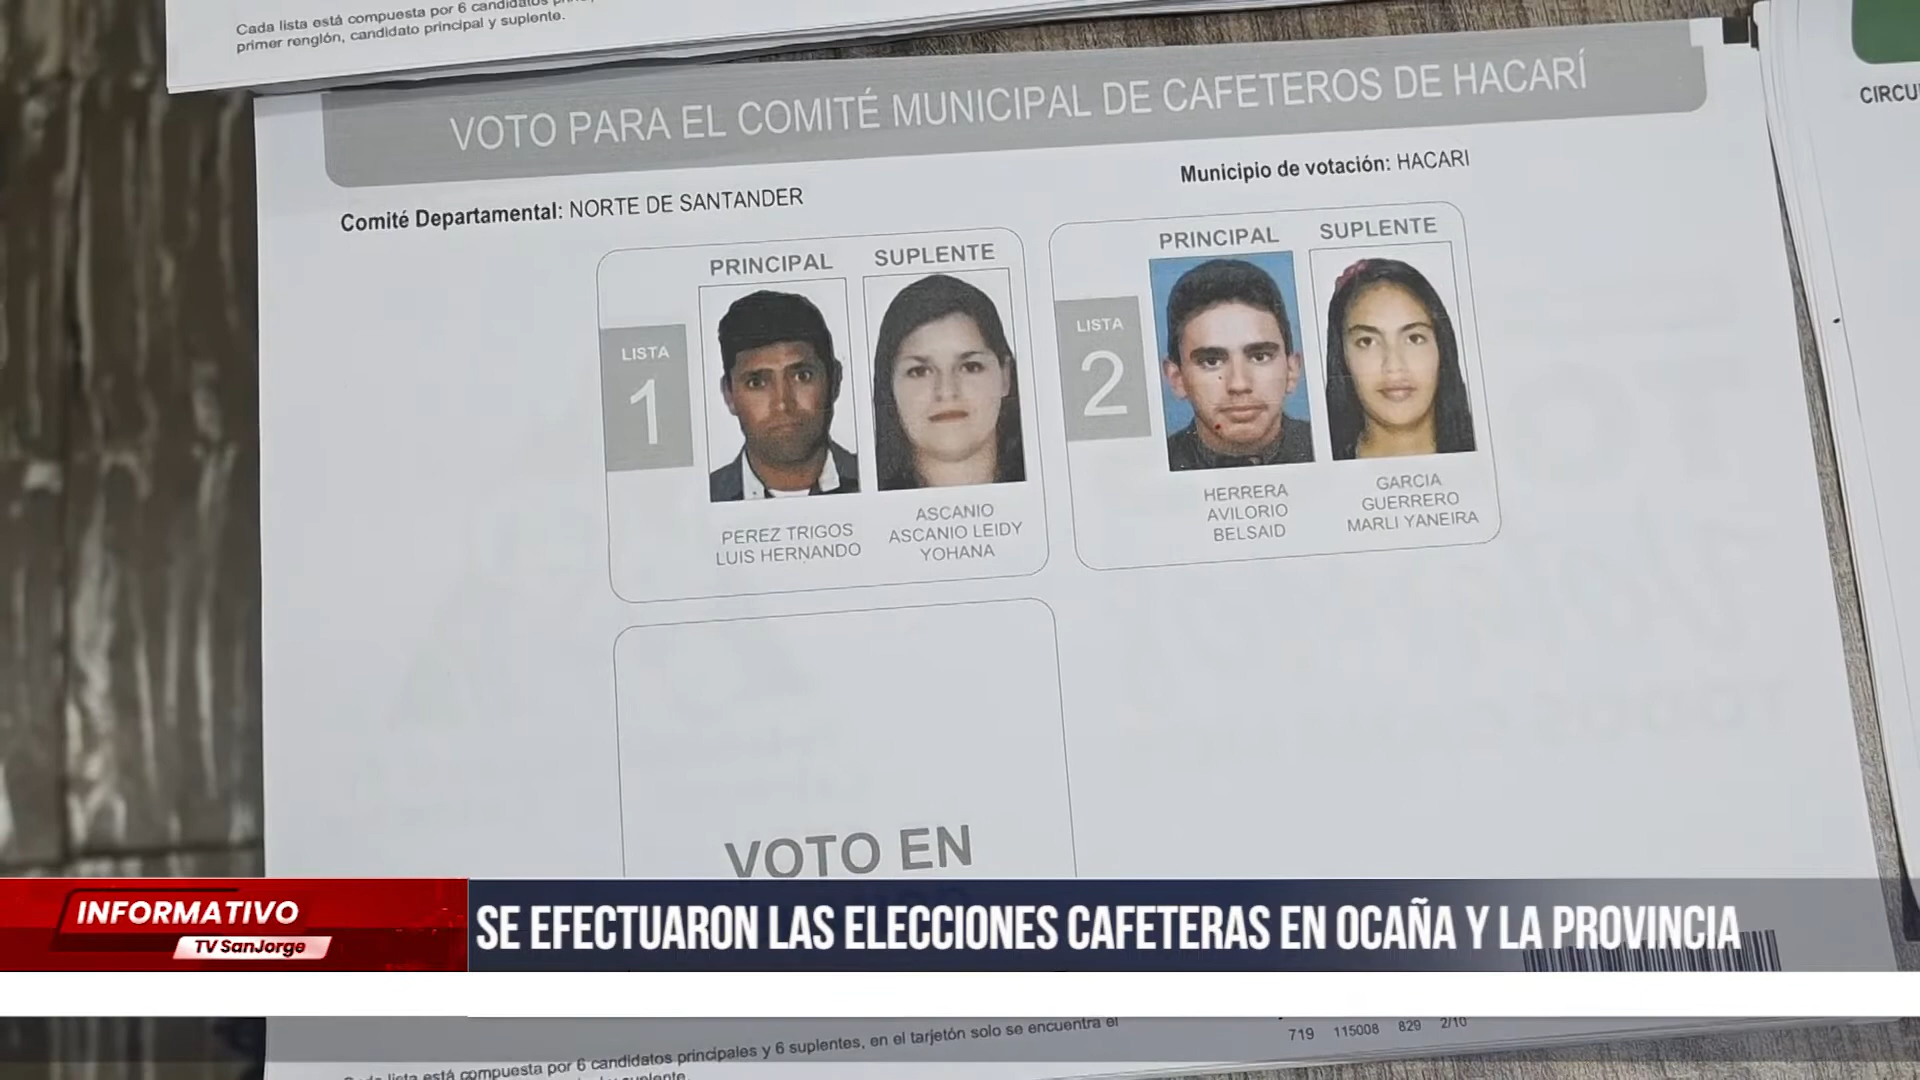 Cada lista está compuesta por 6 candidatos
primer renglón, candidato principal y suplente.
VOTO PARA EL COMITÉ MUNICIPAL DE CAFETEROS DE HACARÍ
CIRCU
Comité Departamental: NORTE DE SANTANDER
Municipio de votación: HACARI
PRINCIPAL
SUPLENTE
LISTA
1
PEREZ TRIGOS
LUIS HERNANDO
ASCANIO
ASCANIO LEIDY
YOHANA
PRINCIPAL
SUPLENTE
LISTA
2
HERRERA
AVILORIO
BELSAID
GARCIA
GUERRERO
MARLI YANEIRA
VOTO EN
INFORMATIVO
TV SanJorge
SE EFECTUARON LAS ELECCIONES CAFETERAS EN OCAÑA Y LA PROVINCIA
719 115008 829 2/10
lista está compuesta por 6 candidatos principales y 6 suplentes, en el tarjetón solo se encuentra el
suplente.